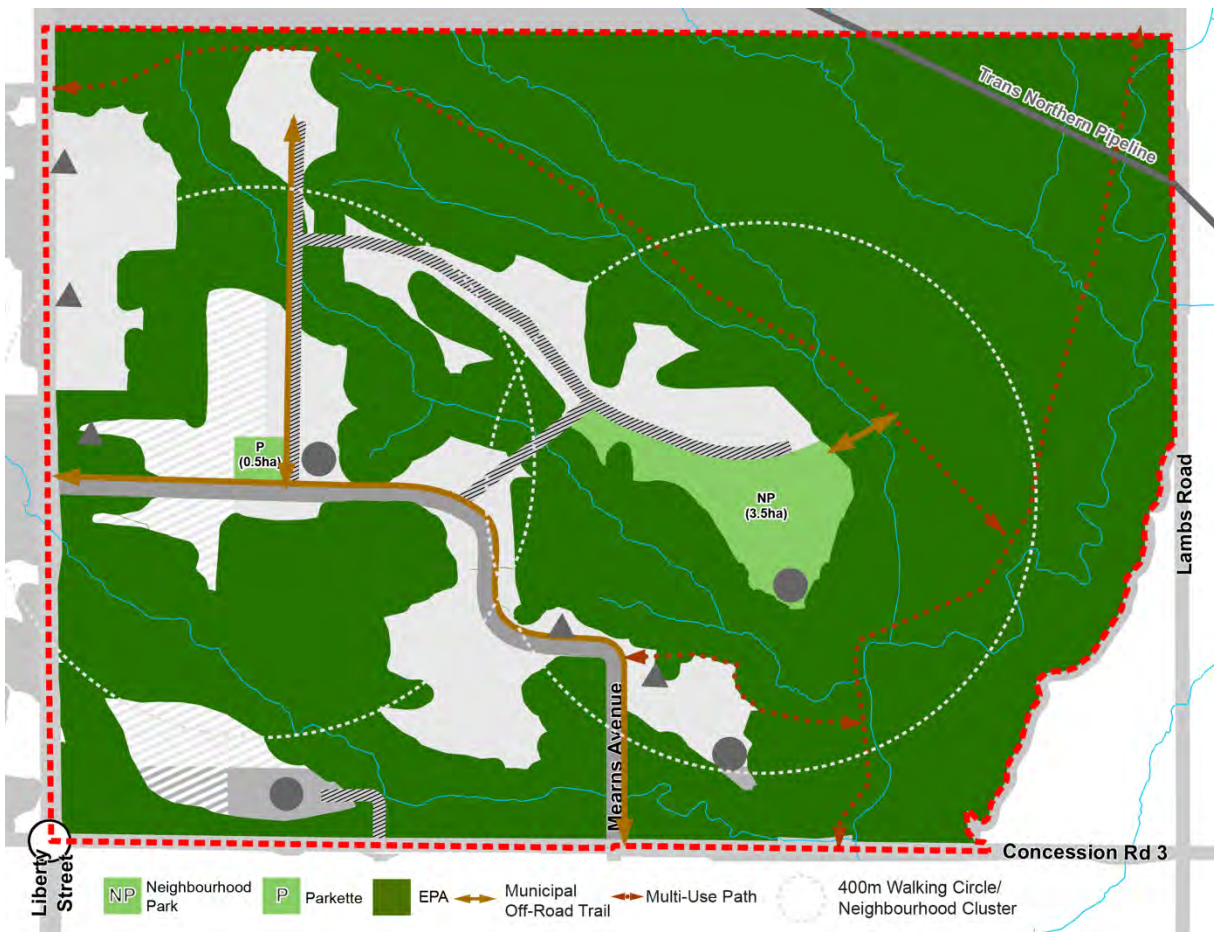 Trans Northern Pipeline
P
(0.5ha)
NP
(3.5ha)
Lambs Road
Mearns Avenue
Liberty
Street
Concession Rd 3
NP
Neighbourhood
Park
P
Parkette
EPA
Municipal
Off-Road Trail
Multi-Use Path
400m Walking Circle/
Neighbourhood Cluster